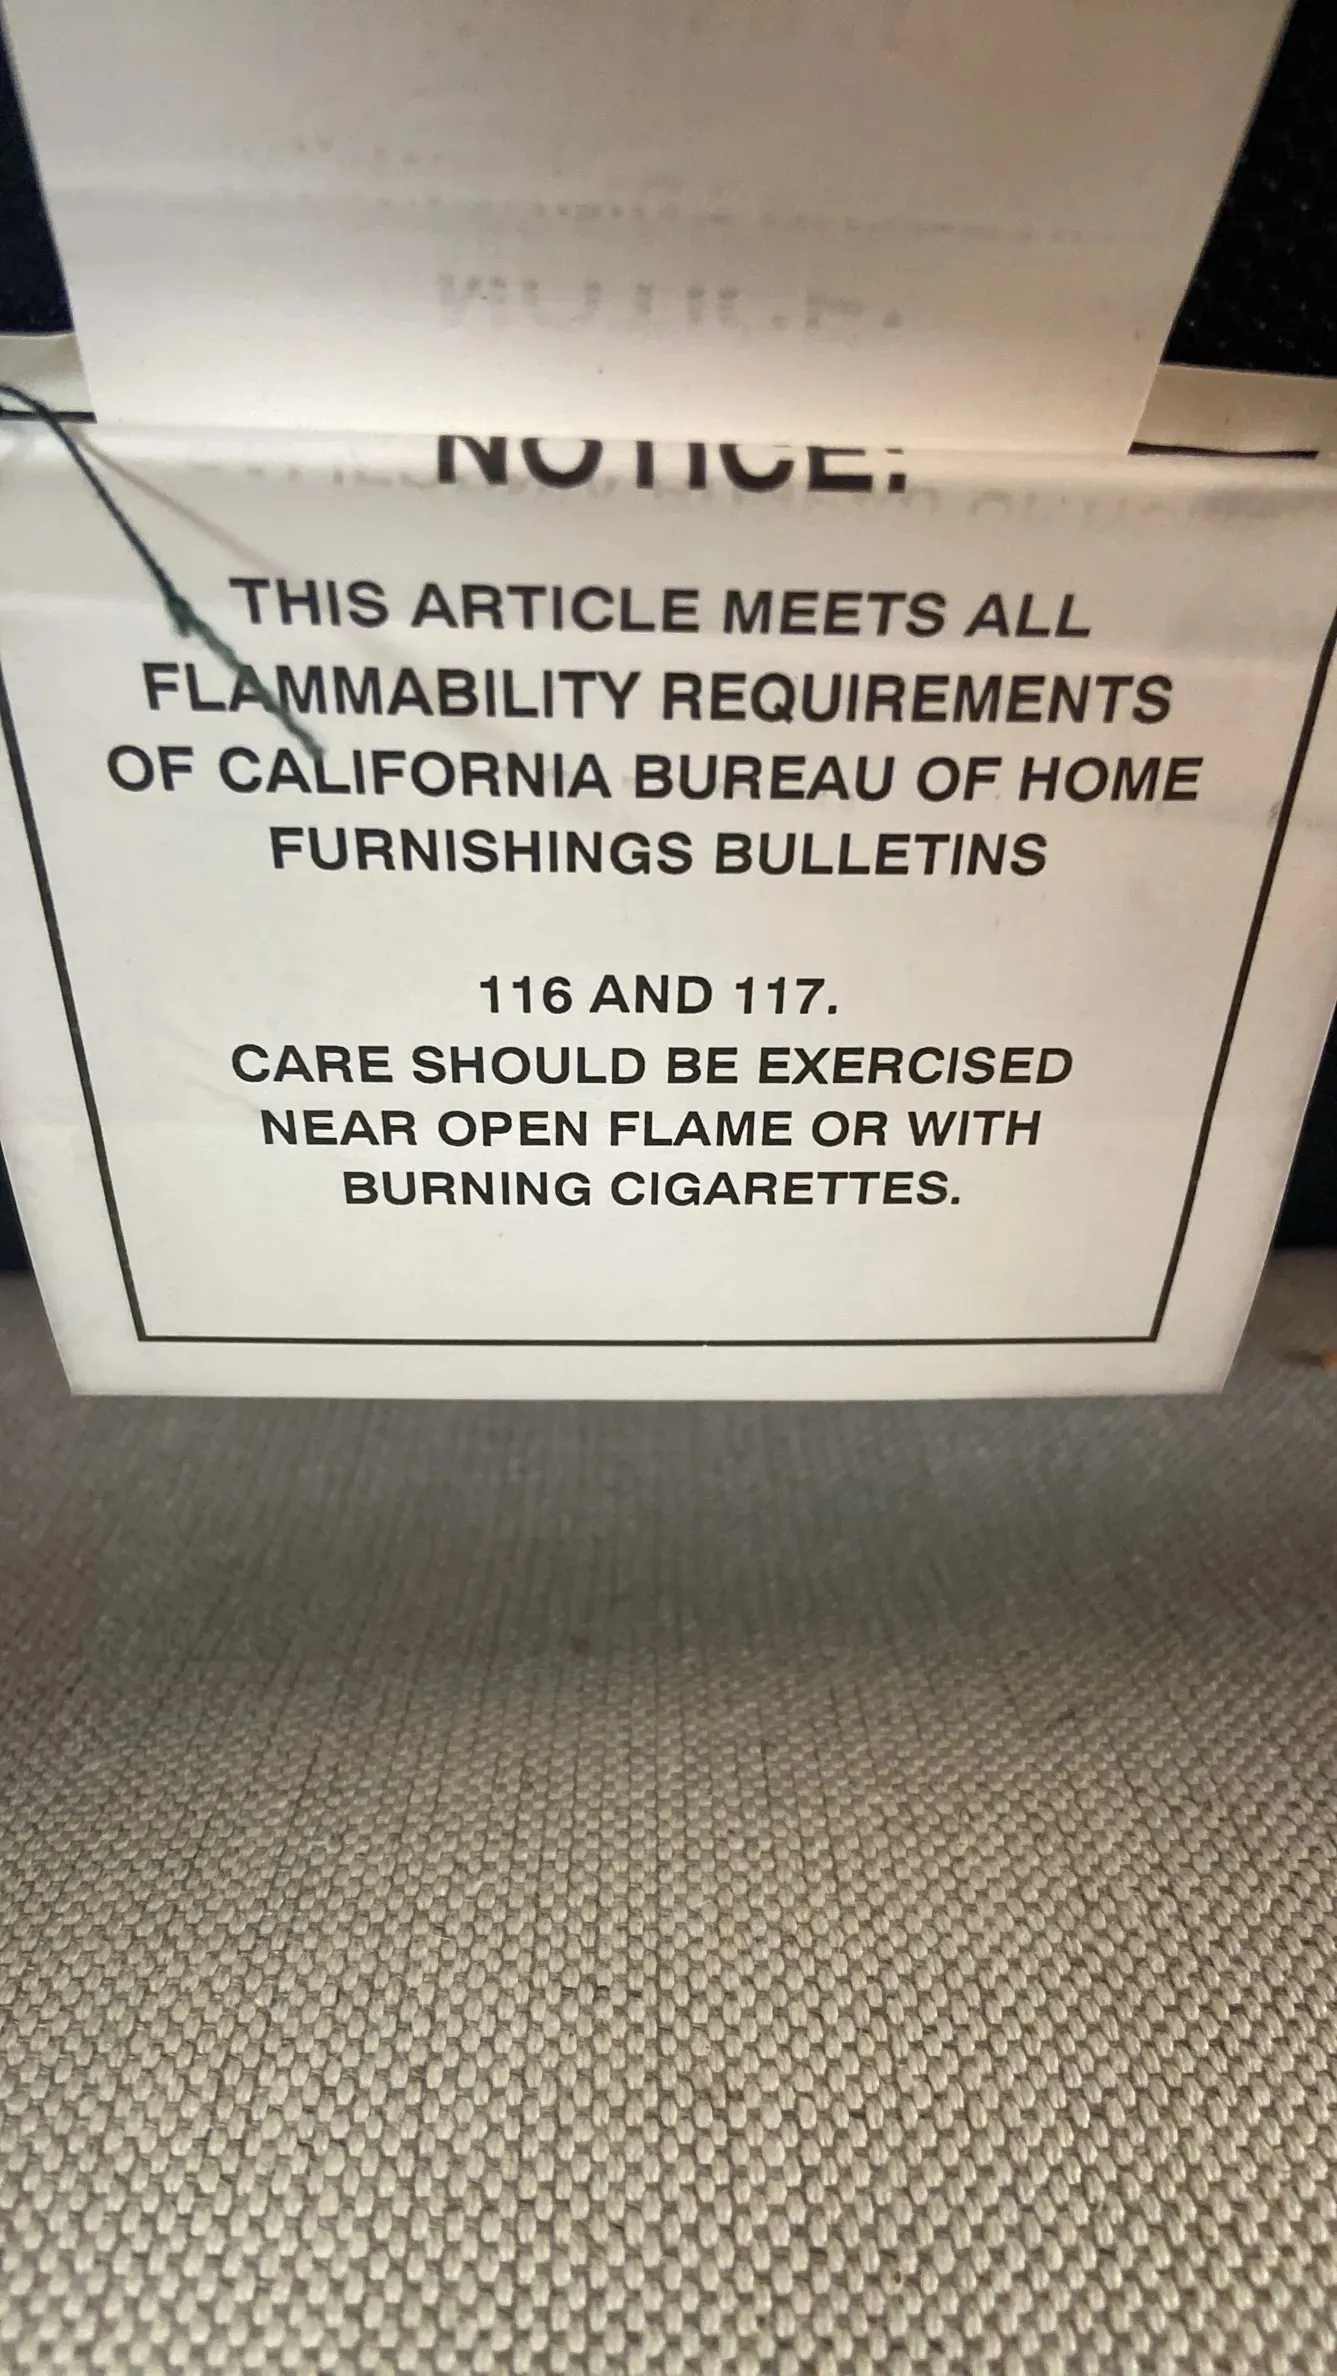 NOTICE:
THIS ARTICLE MEETS ALL
FLAMMABILITY REQUIREMENTS
OF CALIFORNIA BUREAU OF HOME
FURNISHINGS BULLETINS
116 AND 117.
CARE SHOULD BE EXERCISED
NEAR OPEN FLAME OR WITH
BURNING CIGARETTES.